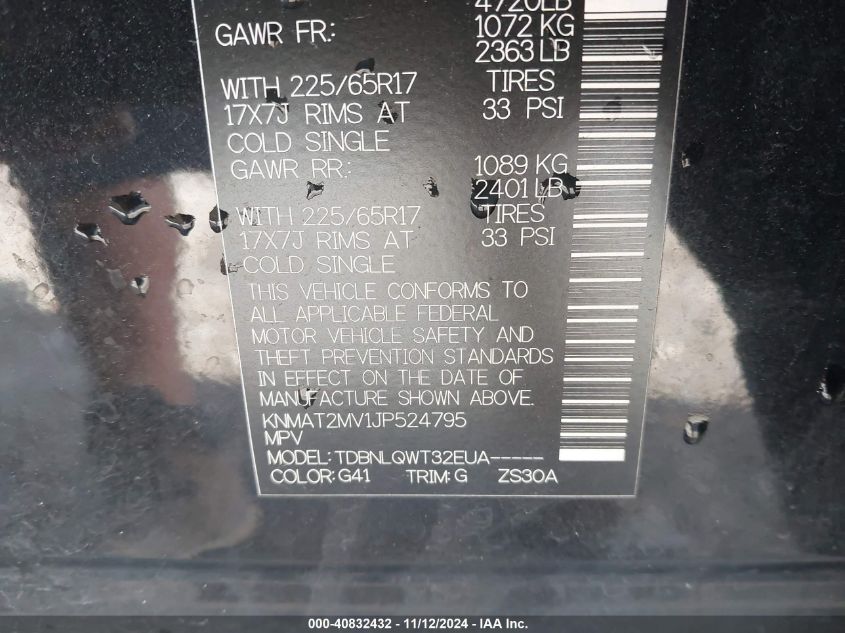 4720LB
GAWR FR.: 1072 KG
2363 LB
WITH 225/65R17 TIRES
17X7J RIMS AT 33 PSI
COLD SINGLE
GAWR RR.: 1089 KG
2401 LB
WITH 225/65R17 TIRES
17X7J RIMS AT 33 PSI
COLD SINGLE
THIS VEHICLE CONFORMS TO
ALL APPLICABLE FEDERAL
MOTOR VEHICLE SAFETY AND
THEFT PREVENTION STANDARDS
IN EFFECT ON THE DATE OF
MANUFACTURE SHOWN ABOVE.
KNMAT2MV1JP524795
MPV
MODEL: TDBNLQWT32EUA-----
COLOR: G41 TRIM: G ZS30A
000-40832432 - 11/12/2024 - IAA Inc.